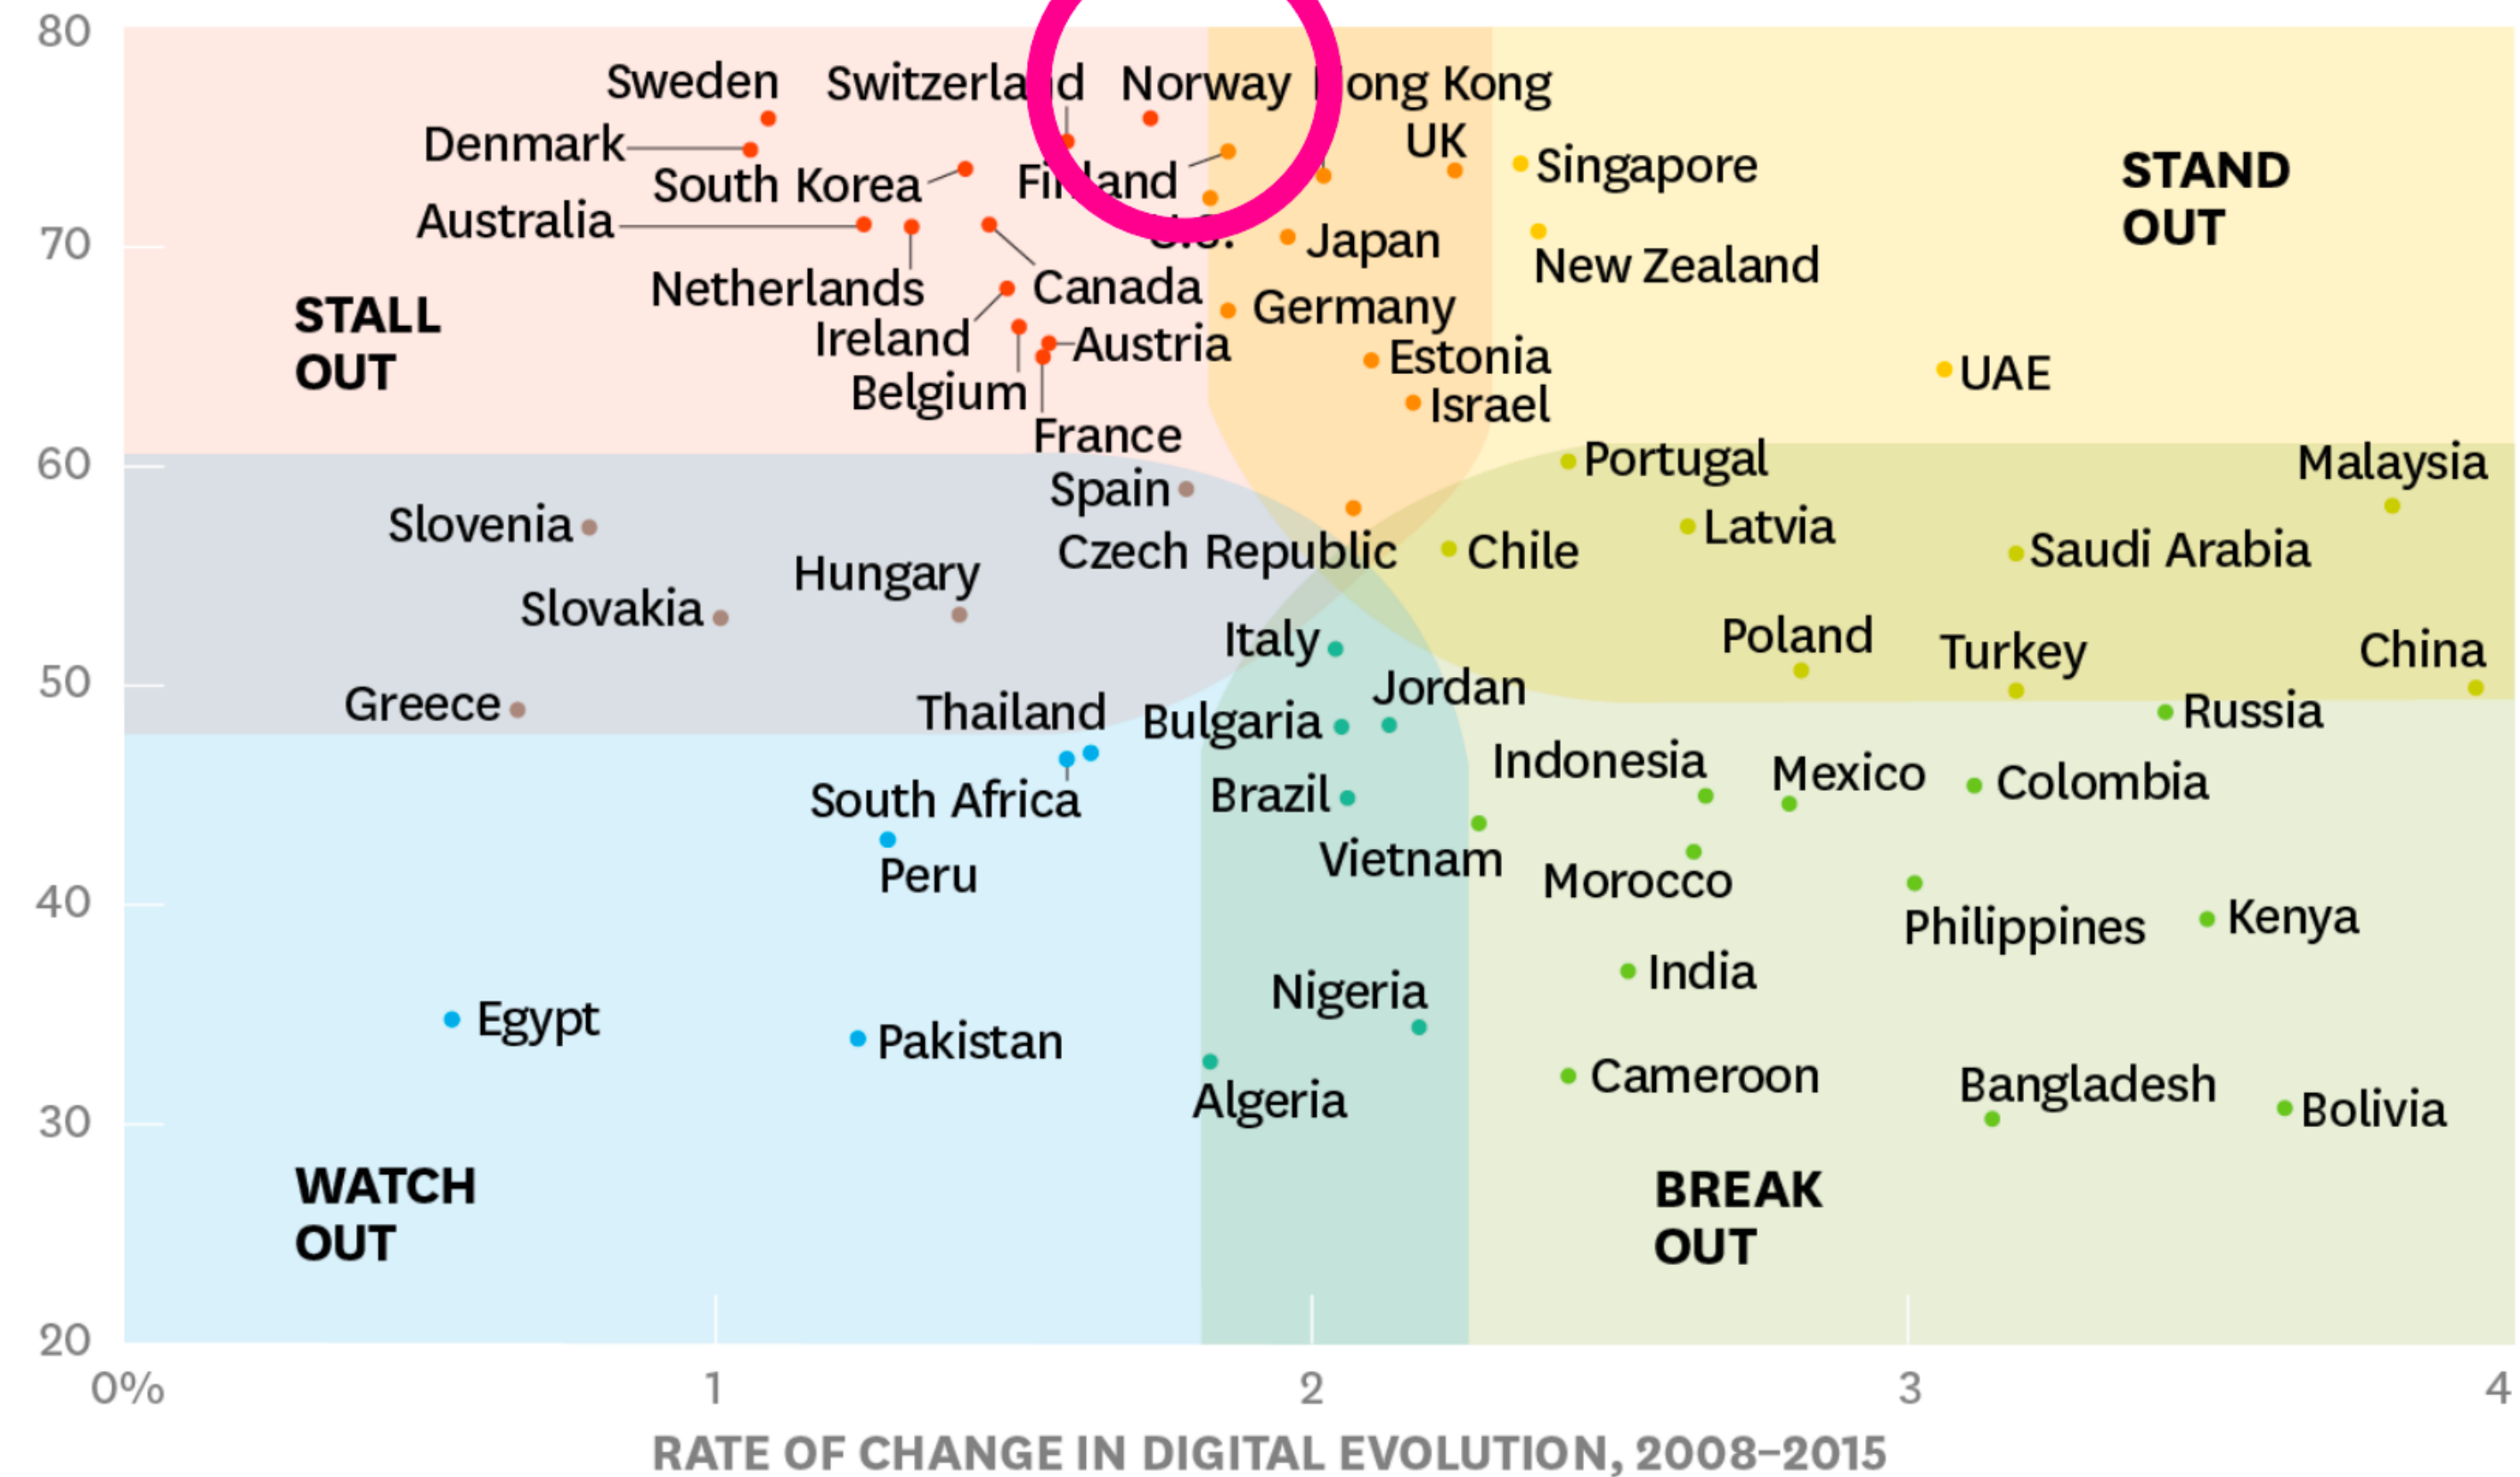 80
Sweden
Switzerland
Norway
Hong Kong
Denmark
UK
Singapore
STAND
OUT
South Korea
Finland
Australia
U.S.
70
Japan
New Zealand
Netherlands
Canada
Germany
STALL
OUT
Ireland
Austria
Estonia
UAE
Belgium
Israel
France
60
Portugal
Malaysia
Spain
Slovenia
Latvia
Czech Republic
Chile
Saudi Arabia
Hungary
Slovakia
Italy
Poland
Turkey
China
50
Jordan
Greece
Thailand
Bulgaria
Russia
Indonesia
Mexico
Colombia
South Africa
Brazil
Vietnam
Peru
Morocco
40
Philippines
Kenya
India
Nigeria
Egypt
Pakistan
Cameroon
Bangladesh
Algeria
Bolivia
30
WATCH
OUT
BREAK
OUT
20
0%
1
2
3
4
RATE OF CHANGE IN DIGITAL EVOLUTION, 2008–2015